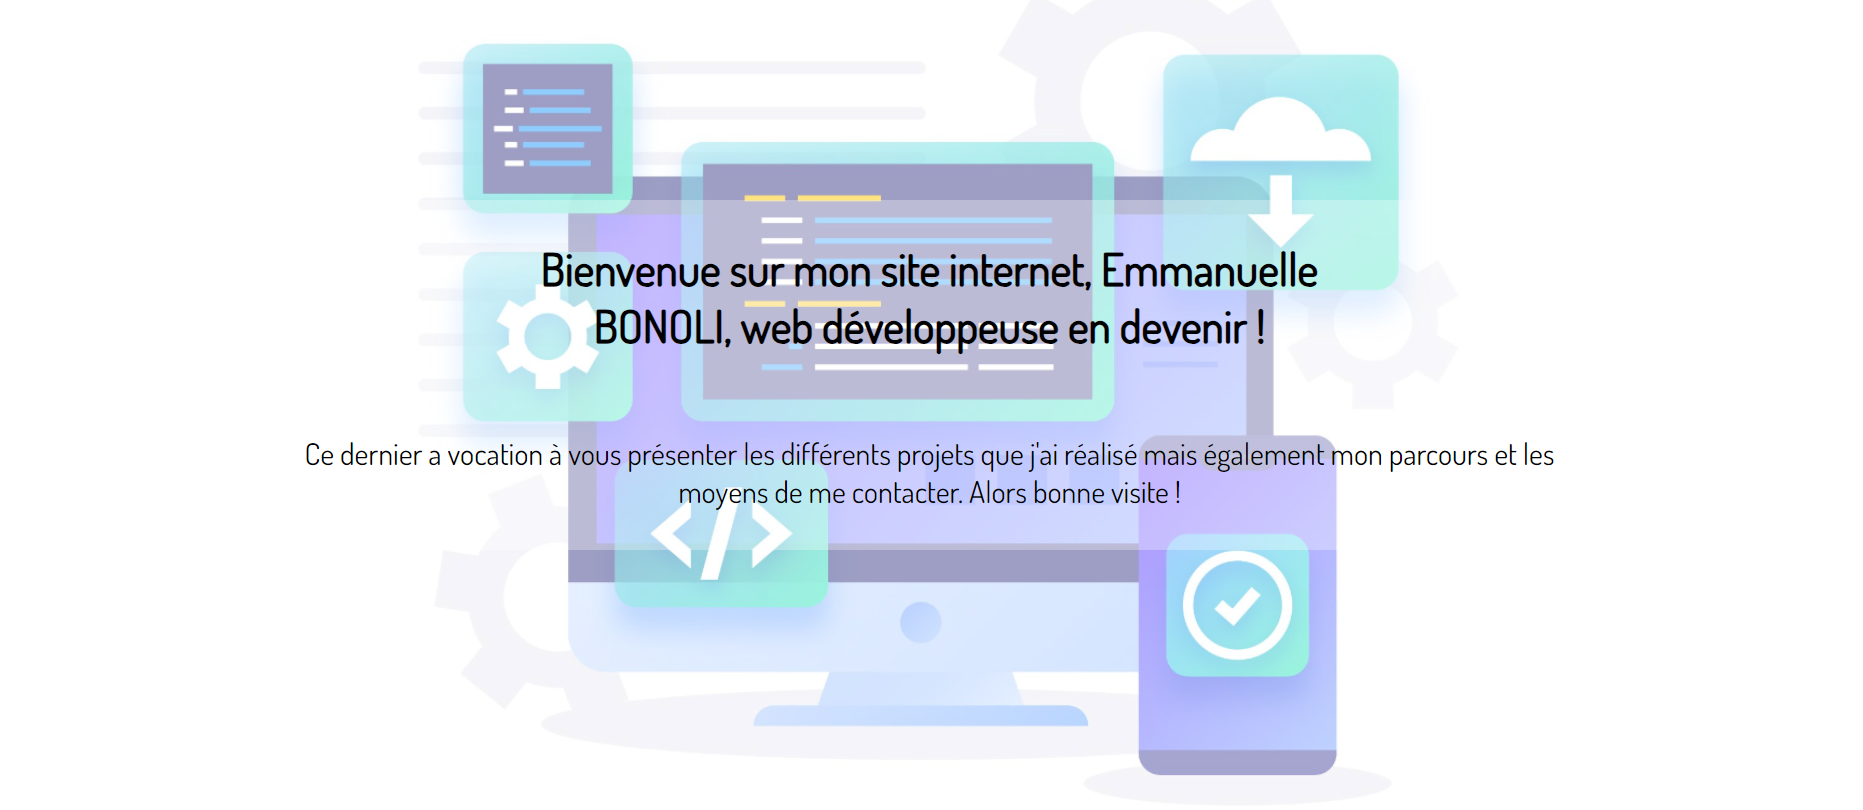 Bienvenue sur mon site internet, Emmanuelle
BONOLI, web développeuse en devenir !
Ce dernier a vocation à vous présenter les différents projets que j'ai réalisé mais également mon parcours et les
moyens de me contacter. Alors bonne visite !